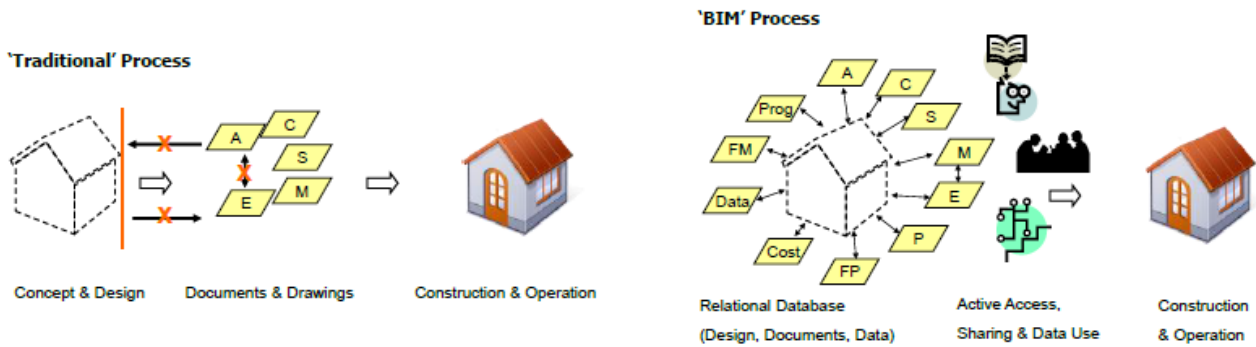 ‘Traditional’ Process
A
C
S
E
M
X
X
X
Concept & Design
Documents & Drawings
Construction & Operation
‘BIM’ Process
A
C
Prog
S
FM
M
Data
E
Cost
P
FP
Relational Database
(Design, Documents, Data)
Active Access,
Sharing & Data Use
Construction
& Operation